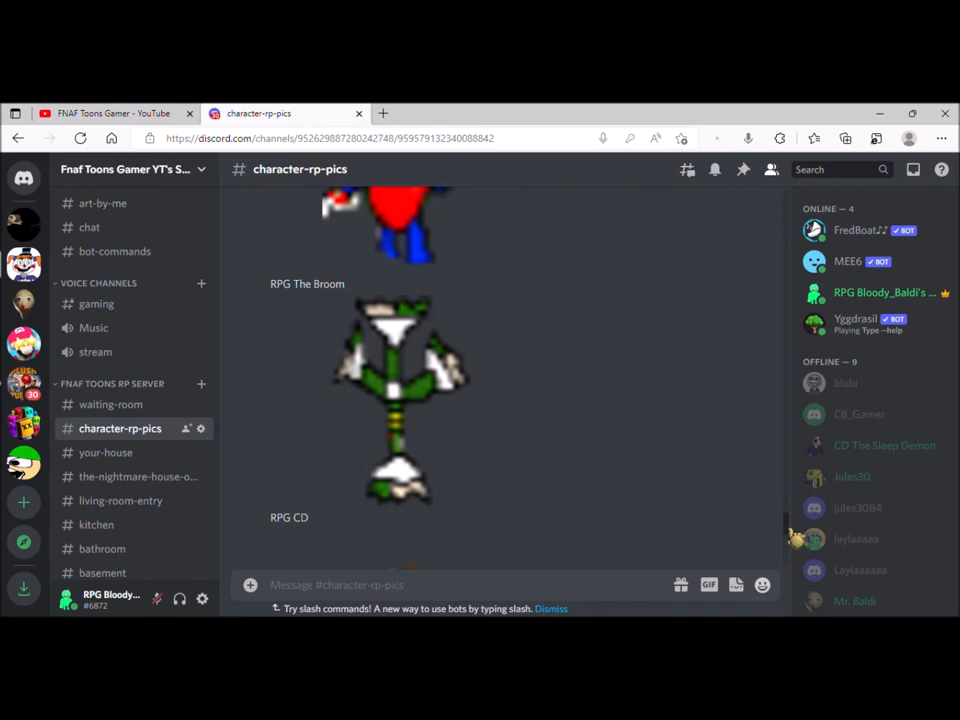 FNAF Toons Gamer - YouTube
character-rp-pics
https://discord.com/channels/952629887280242748/959579132340088842
Fnaf Toons Gamer YT's S...
character-rp-pics
Search
art-by-me
chat
bot-commands
VOICE CHANNELS
gaming
Music
stream
FNAF TOONS RP SERVER
waiting-room
character-rp-pics
your-house
the-nightmare-house-o...
living-room-entry
kitchen
bathroom
basement
RPG Bloody...
#6872
30
RPG The Broom
RPG CD
Message #character-rp-pics
GIF
Try slash commands! A new way to use bots by typing slash. Dismiss
ONLINE — 4
FredBoat♪♪ ✓ BOT
MEE6 ✓ BOT
RPG Bloody_Baldi's ...
Yggdrasil ✓ BOT
Playing Type --help
OFFLINE — 9
blubi
CB_Gamer
CD The Sleep Demon
Jules30
jules3084
laylaaaaa
Laylaaaaa
Mr. Baldi